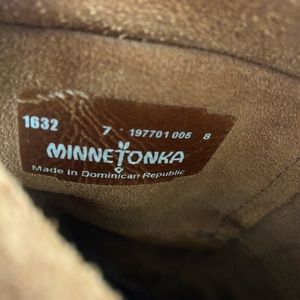 1632 7 · 197701 005 8
MINNETONKA
Made in Dominican Republic